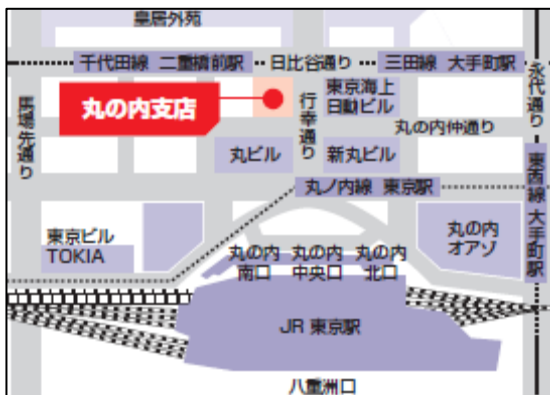 皇居外苑
千代田線 二重橋前駅
日比谷通り
三田線 大手町駅
永代通り
丸の内支店
行幸通り
東京海上
日動ビル
馬場先通り
丸の内仲通り
丸ビル
新丸ビル
東西線 大手町駅
丸ノ内線 東京駅
東京ビル
TOKIA
丸の内
南口
丸の内
中央口
丸の内
北口
丸の内
オアゾ
JR 東京駅
八重洲口